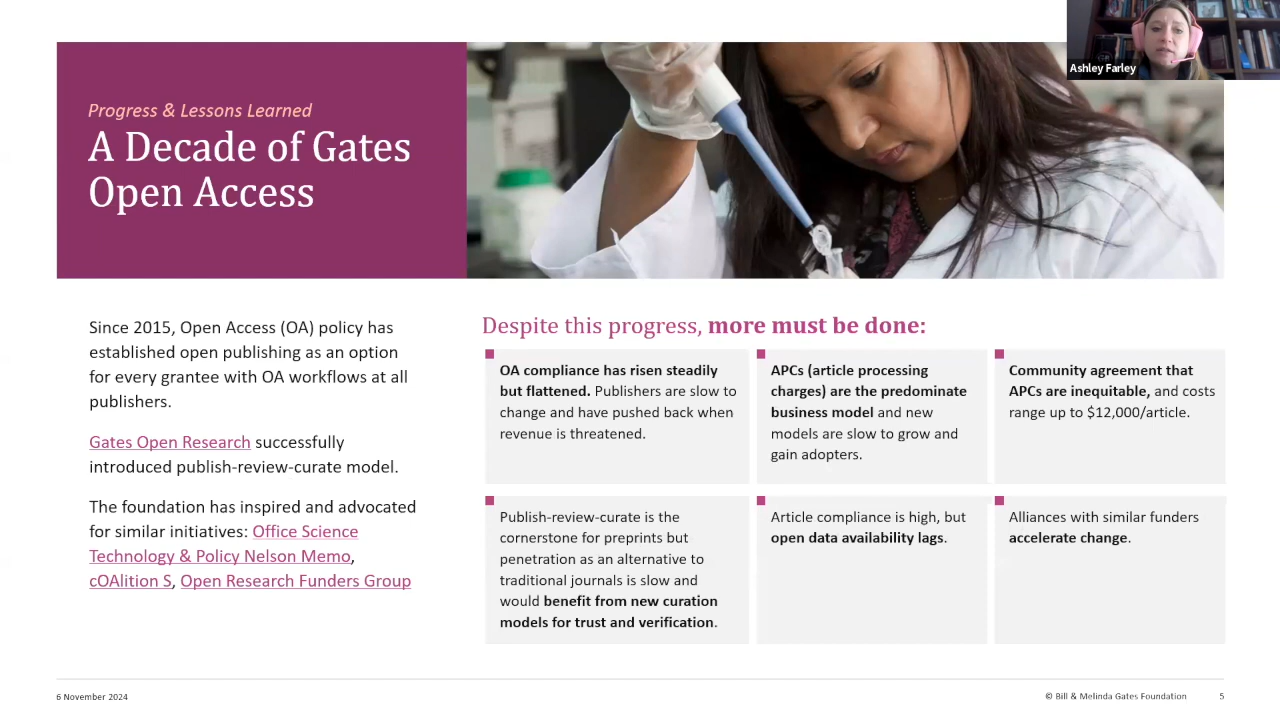 Ashley Farley
Progress & Lessons Learned
A Decade of Gates
Open Access
Since 2015, Open Access (OA) policy has
established open publishing as an option
for every grantee with OA workflows at all
publishers.
Gates Open Research successfully
introduced publish-review-curate model.
The foundation has inspired and advocated
for similar initiatives: Office Science
Technology & Policy Nelson Memo,
cOAlition S, Open Research Funders Group
Despite this progress, more must be done:
OA compliance has risen steadily
but flattened. Publishers are slow to
change and have pushed back when
revenue is threatened.
APCs (article processing
charges) are the predominate
business model and new
models are slow to grow and
gain adopters.
Community agreement that
APCs are inequitable, and costs
range up to $12,000/article.
Publish-review-curate is the
cornerstone for preprints but
penetration as an alternative to
traditional journals is slow and
would benefit from new curation
models for trust and verification.
Article compliance is high, but
open data availability lags.
Alliances with similar funders
accelerate change.
6 November 2024
© Bill & Melinda Gates Foundation
5